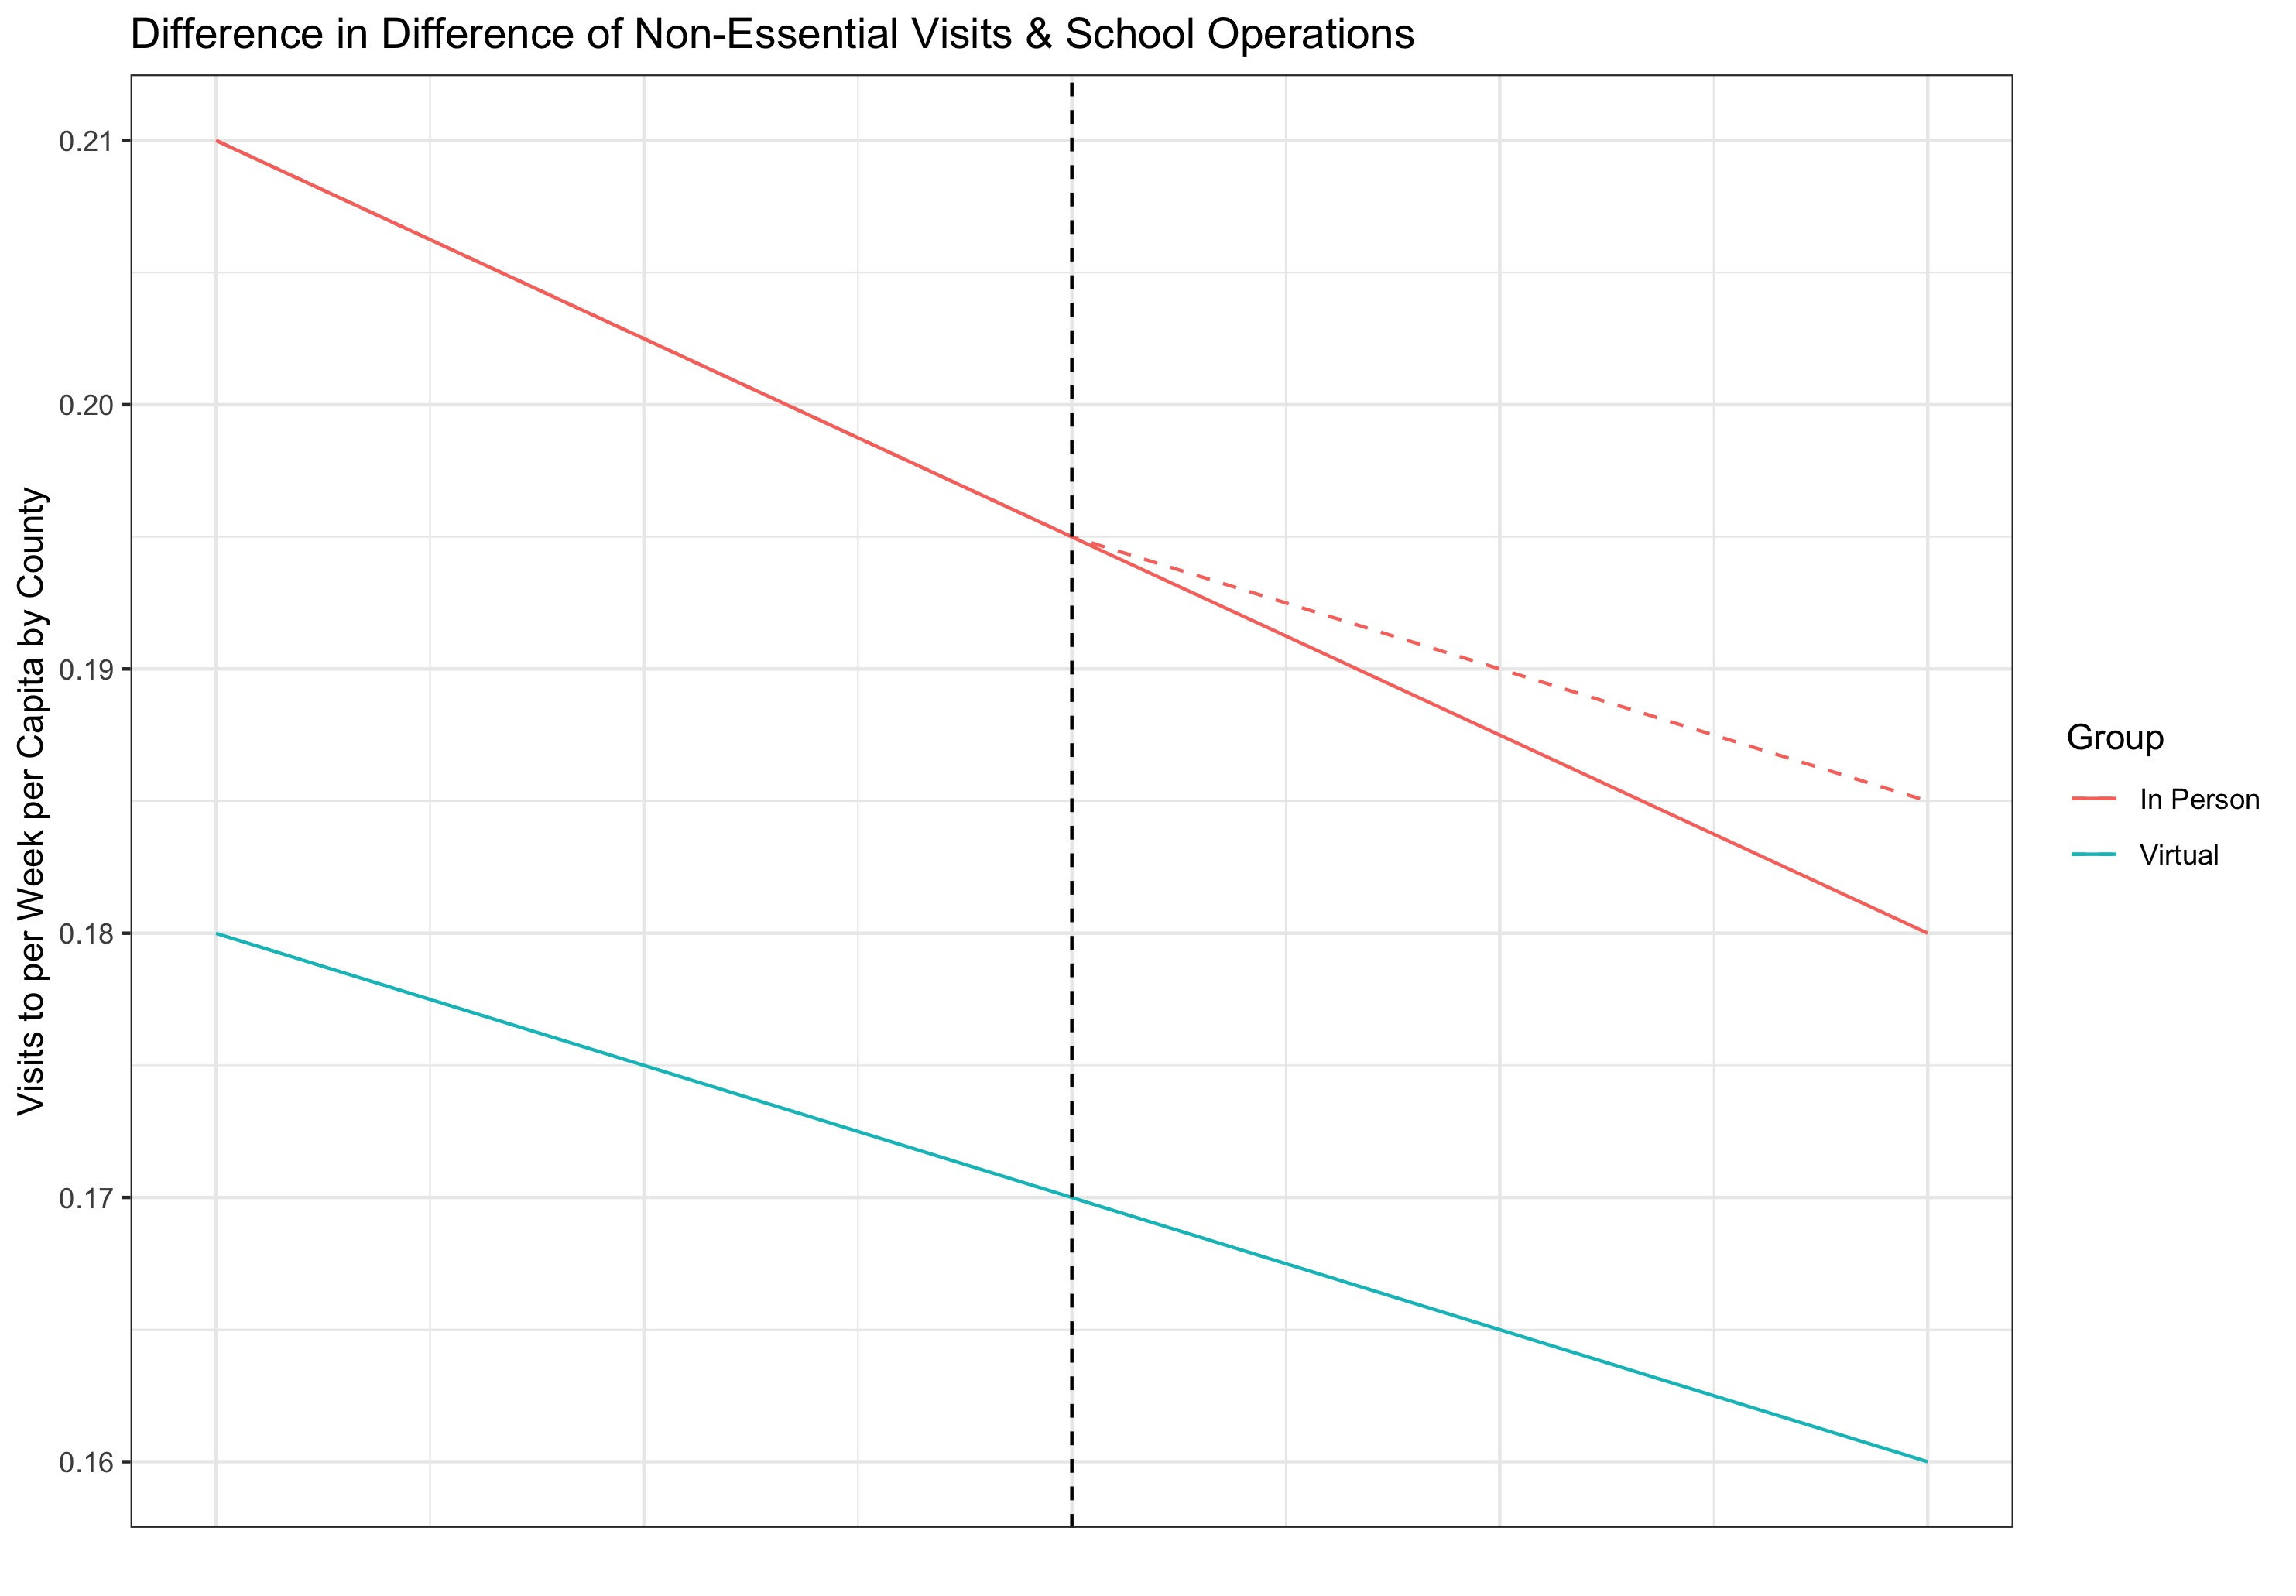 Difference in Difference of Non-Essential Visits & School Operations
Visits to per Week per Capita by County
0.21
0.20
0.19
0.18
0.17
0.16
Group
In Person
Virtual